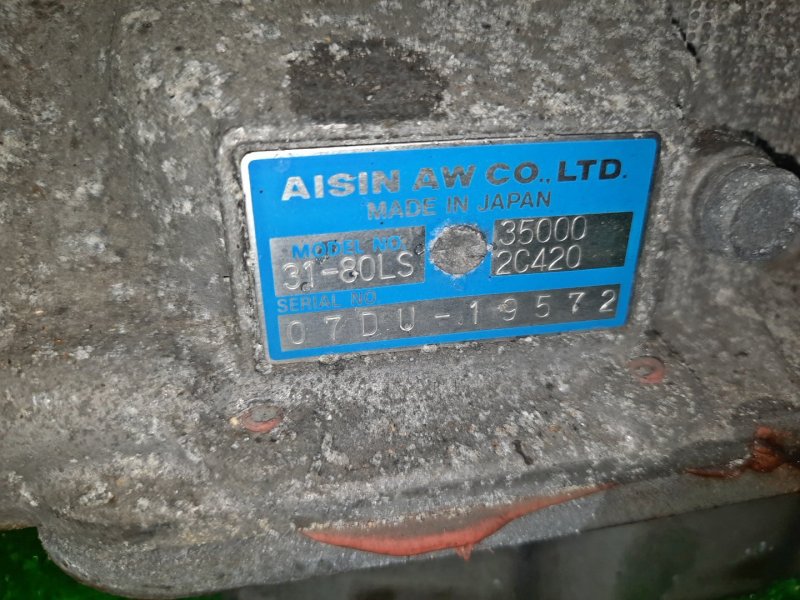 AISIN AW CO., LTD.
MADE IN JAPAN
MODEL NO. 35000
31-80LS 2C420
SERIAL NO.
07DU-19572